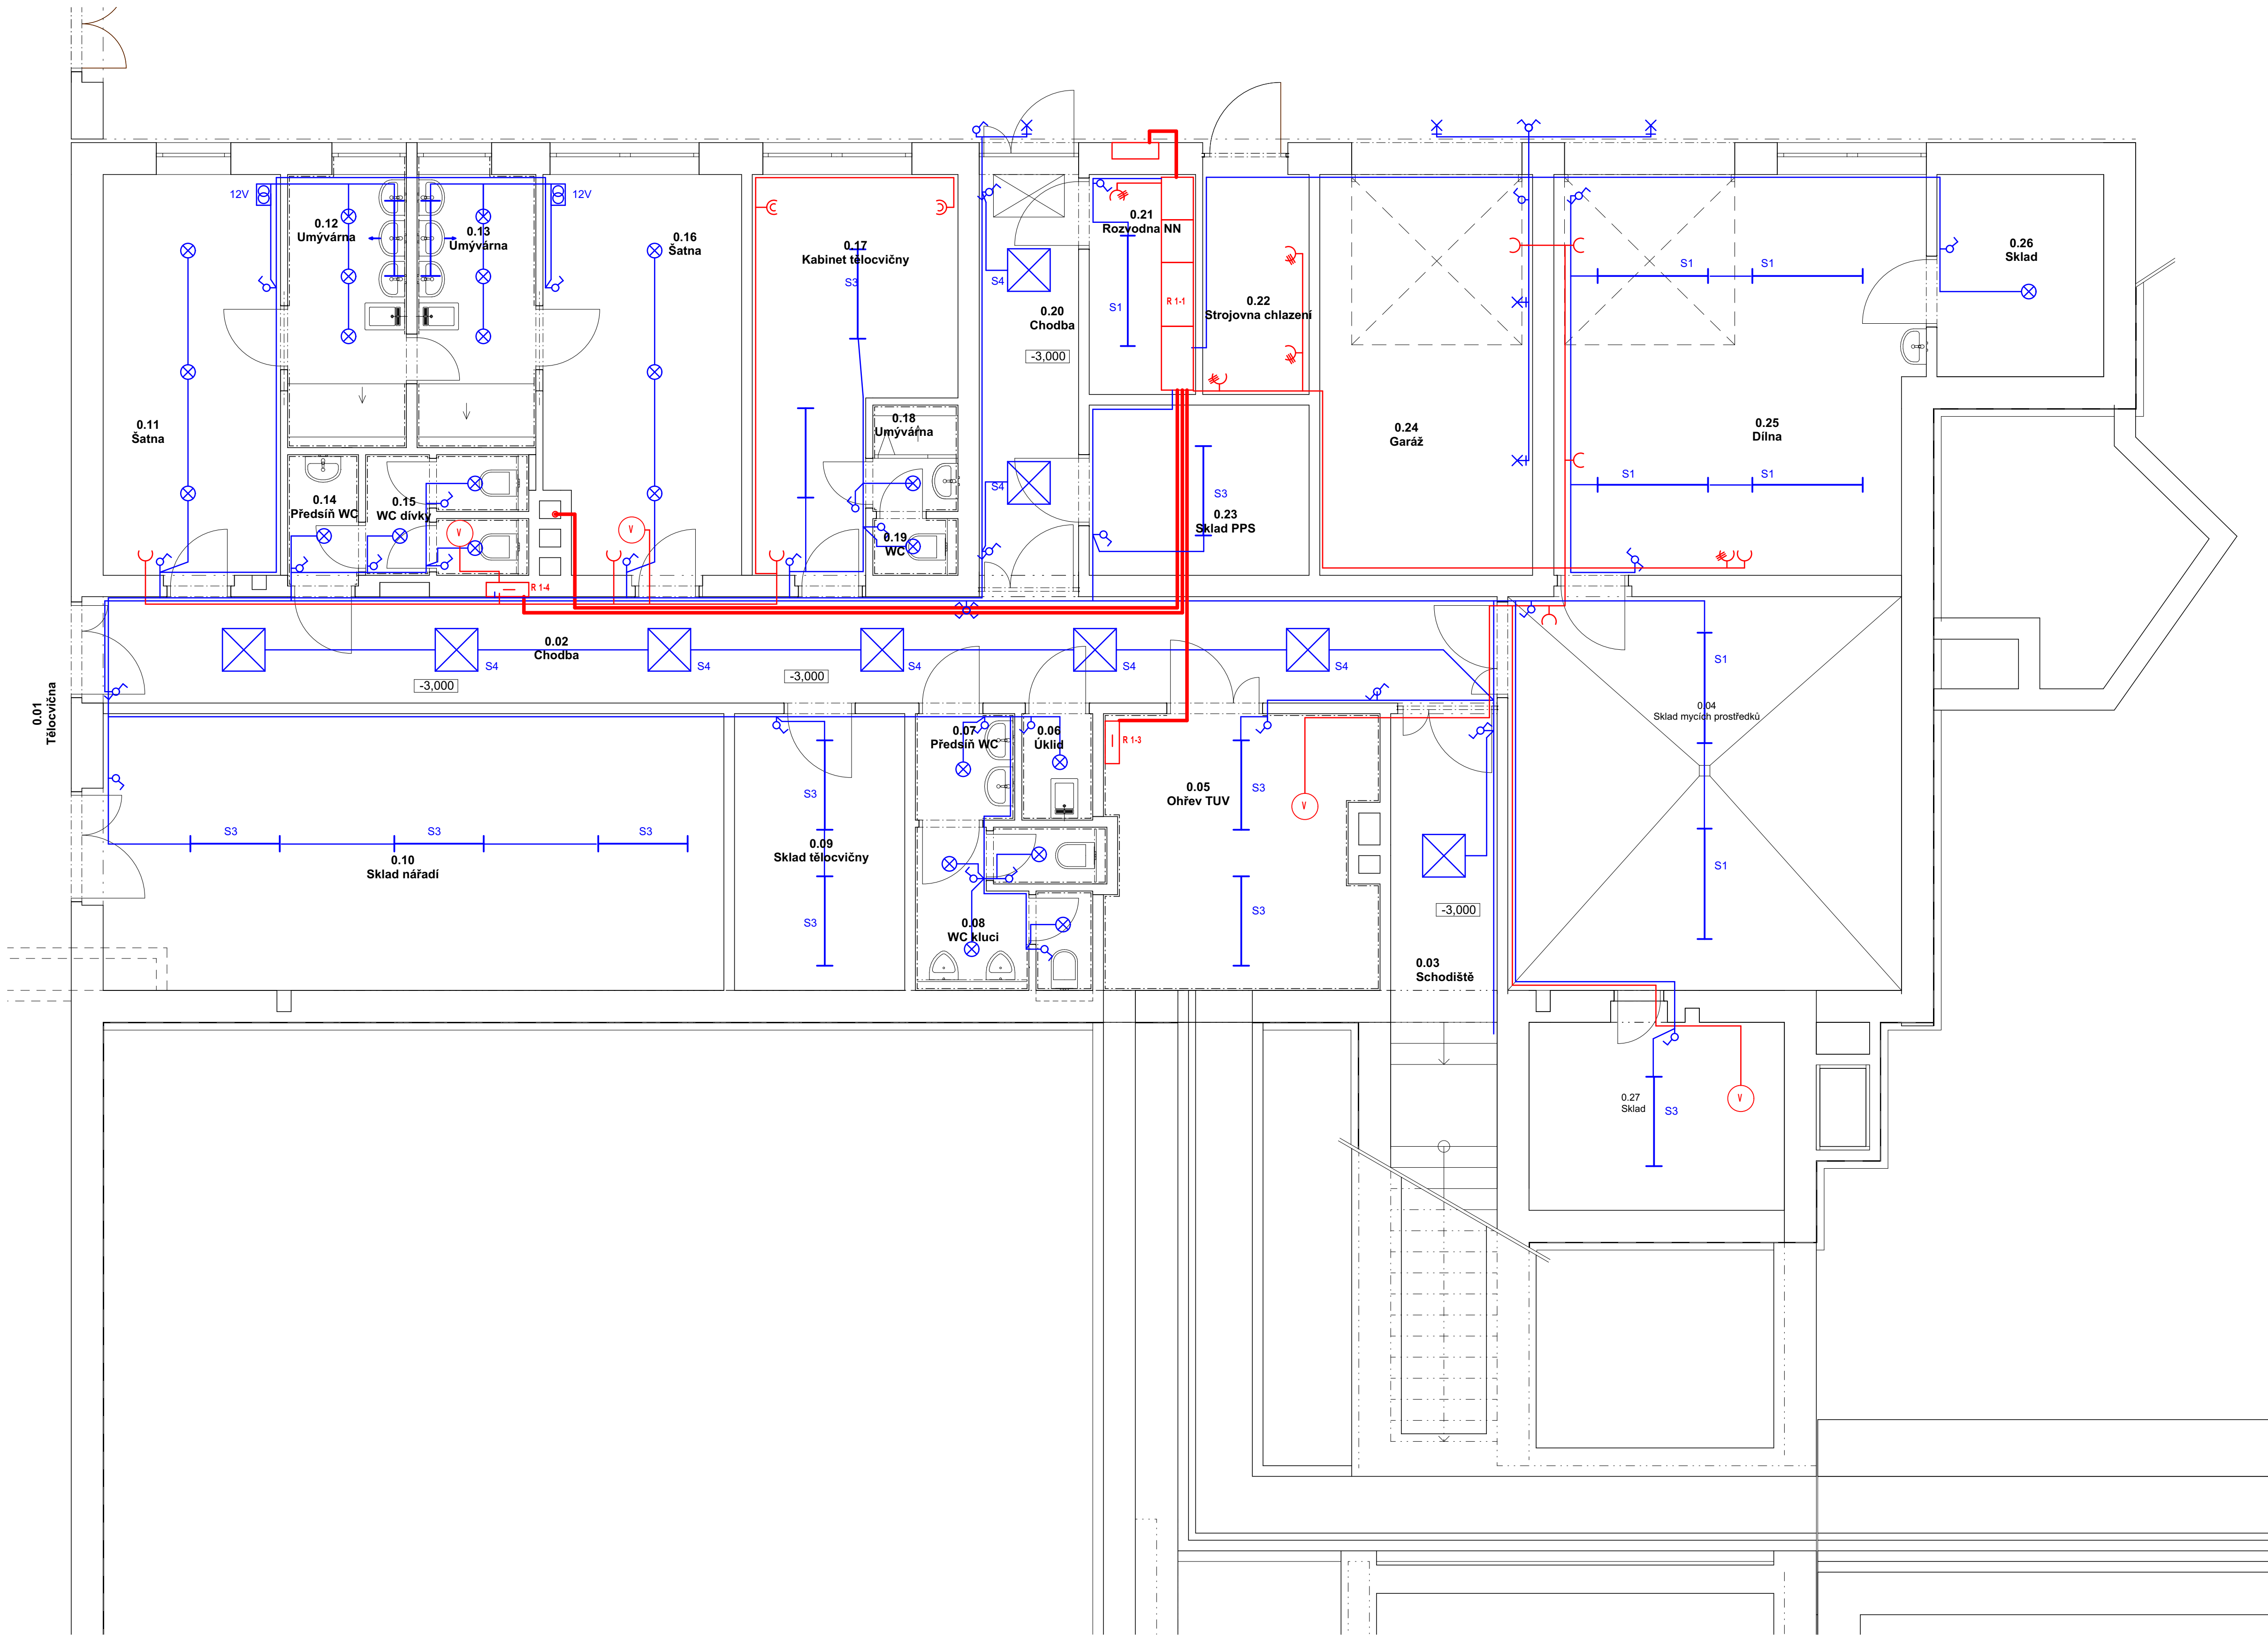 12V
12V
0.12
Umývárna
0.13
Umývárna
0.16
Šatna
0.17
Kabinet tělocvičny
S3
S4
0.20
Chodba
-3,000
0.21
Rozvodna NN
S1
R 1-1
0.22
Strojovna chlazení
S1
S1
0.26
Sklad
0.11
Šatna
0.18
Umývárna
0.24
Garáž
0.25
Dílna
0.14
Předsíň WC
0.15
WC dívky
V
V
0.19
WC
S4
S3
0.23
Sklad PPS
S1
S1
R 1-4
0.02
Chodba
S4
S4
S4
S4
S4
-3,000
-3,000
0.01
Tělocvična
S1
0.04
Sklad mycích prostředků
0.07
Předsíň WC
0.06
Úklid
R 1-3
0.05
Ohřev TUV
V
S3
S3
S3
S3
S3
0.10
Sklad nářadí
0.09
Sklad tělocvičny
S3
S3
S1
0.08
WC kluci
-3,000
0.03
Schodiště
0.27
Sklad
S3
V